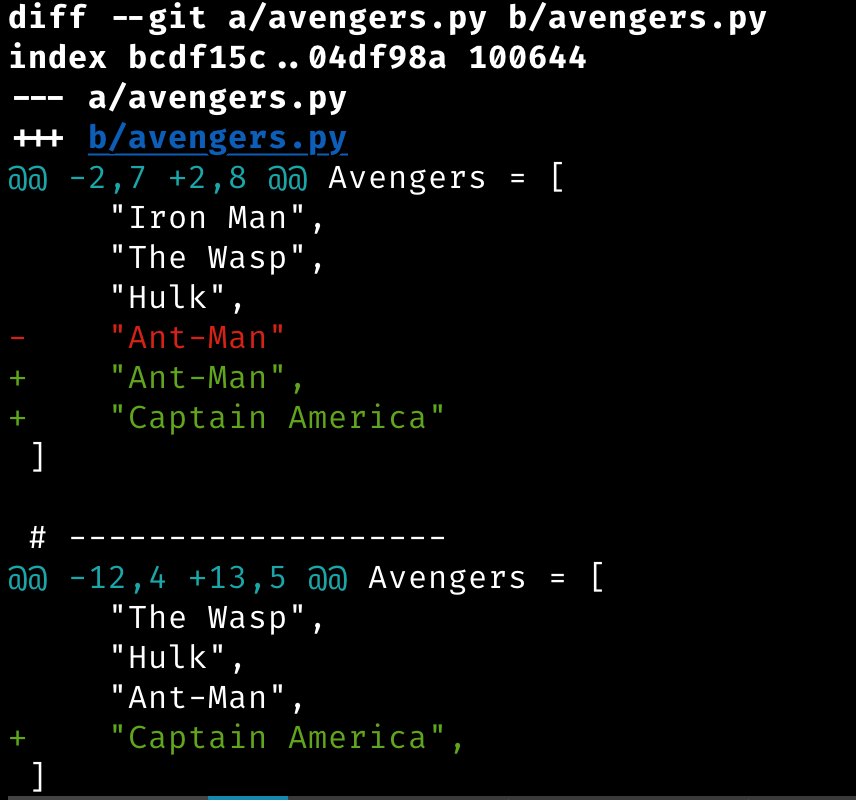 diff --git a/avengers.py b/avengers.py
index bcdf15c..04df98a 100644
--- a/avengers.py
+++ b/avengers.py
@@ -2,7 +2,8 @@ Avengers = [
     "Iron Man",
     "The Wasp",
     "Hulk",
-    "Ant-Man"
+    "Ant-Man",
+    "Captain America"
 ]

 # -------------------
@@ -12,4 +13,5 @@ Avengers = [
     "The Wasp",
     "Hulk",
     "Ant-Man",
+    "Captain America",
 ]